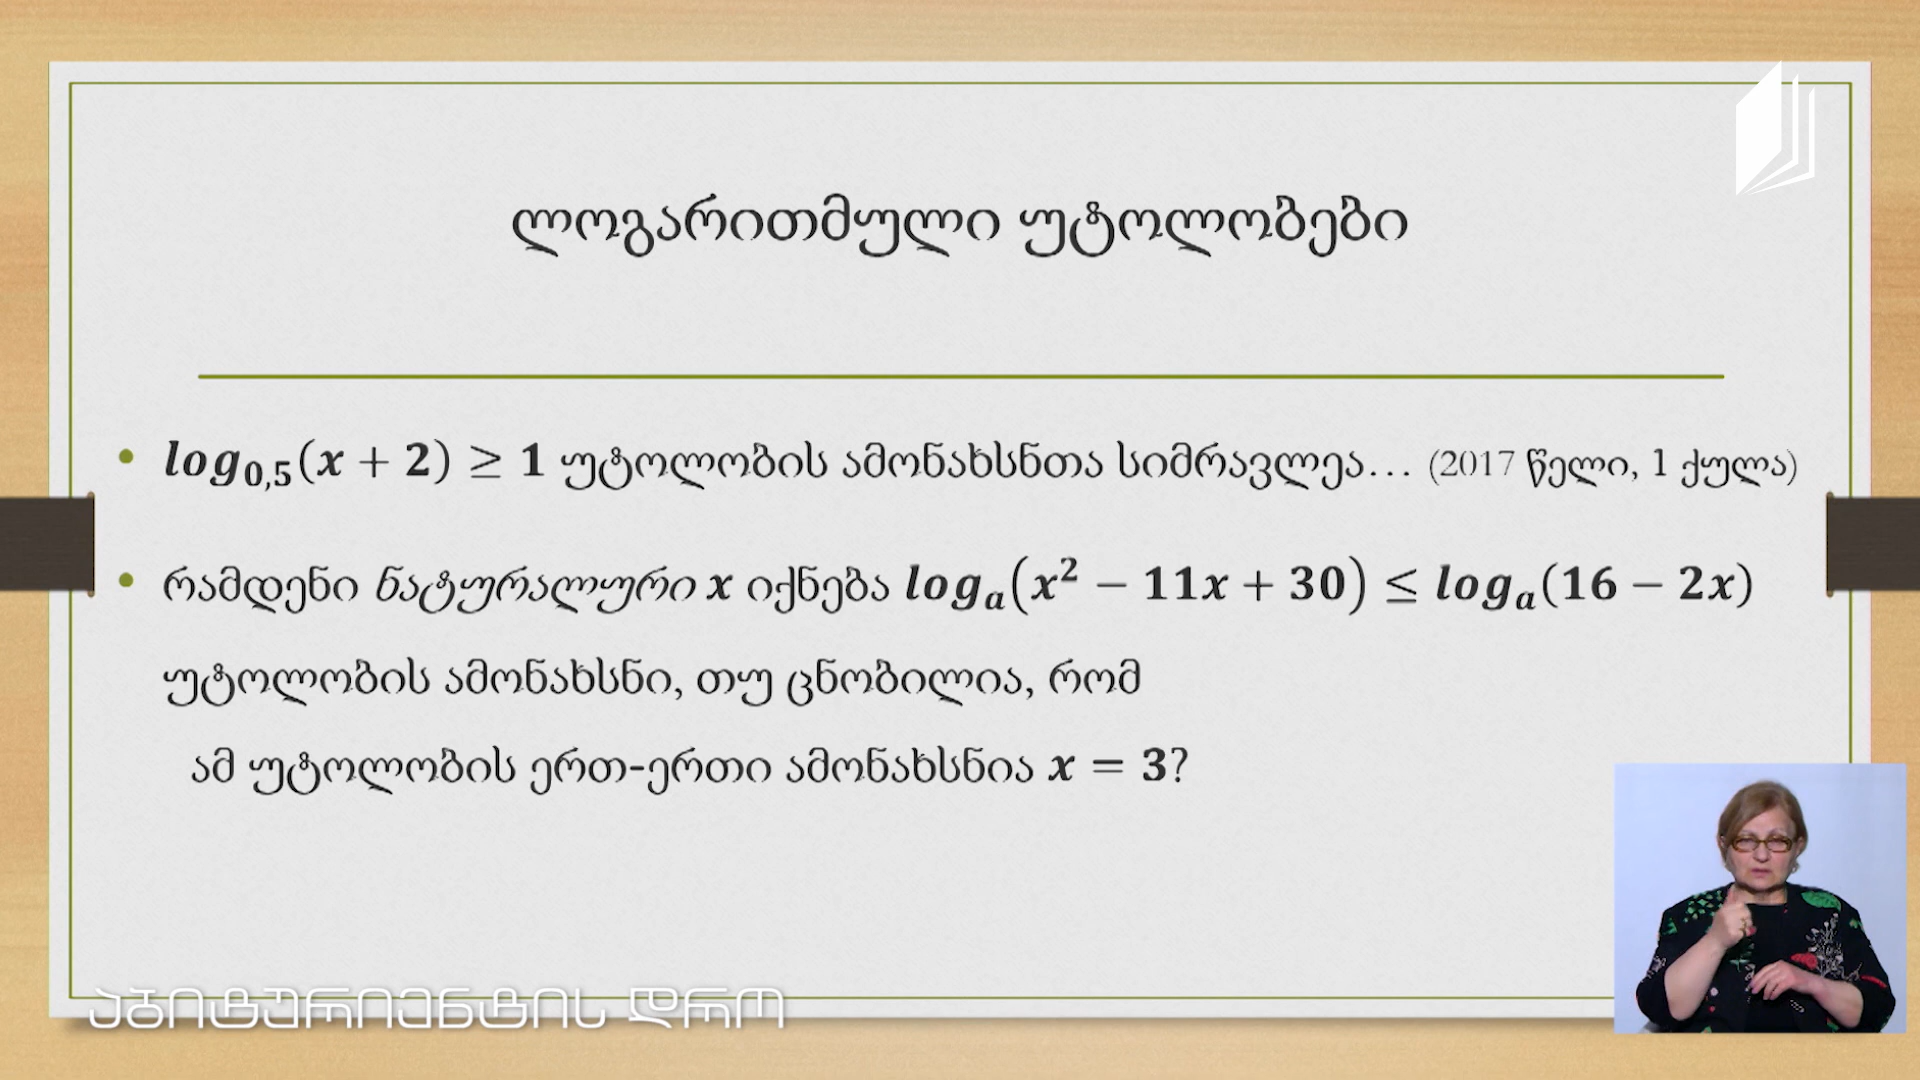 ლოგარითმული უტოლობები
• log₀,₅(x + 2) ≥ 1 უტოლობის ამონახსნთა სიმრავლეა... (2017 წელი, 1 ქულა)
• რამდენი ნატურალური x იქნება logₐ(x² − 11x + 30) ≤ logₐ(16 − 2x)
უტოლობის ამონახსნი, თუ ცნობილია, რომ
ამ უტოლობის ერთ-ერთი ამონახსნია x = 3?
აბიტურიენტის დრო